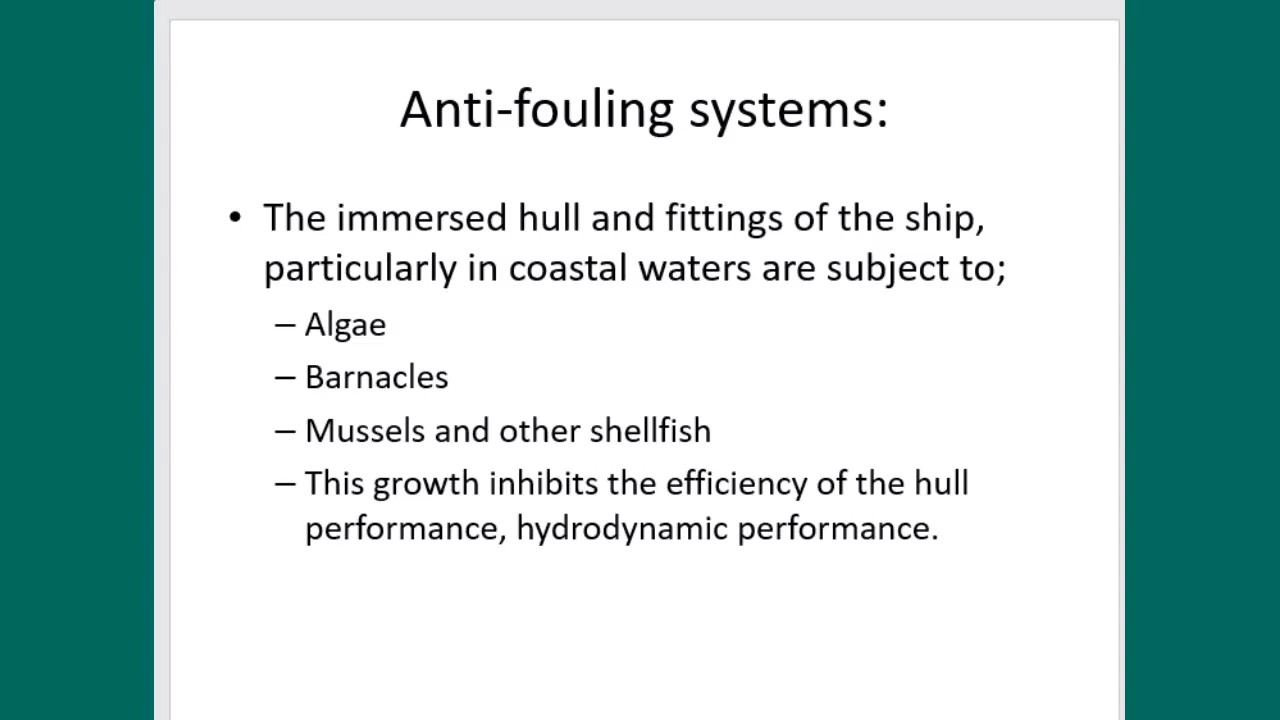 Anti-fouling systems:
• The immersed hull and fittings of the ship,
particularly in coastal waters are subject to;
– Algae
– Barnacles
– Mussels and other shellfish
– This growth inhibits the efficiency of the hull
performance, hydrodynamic performance.